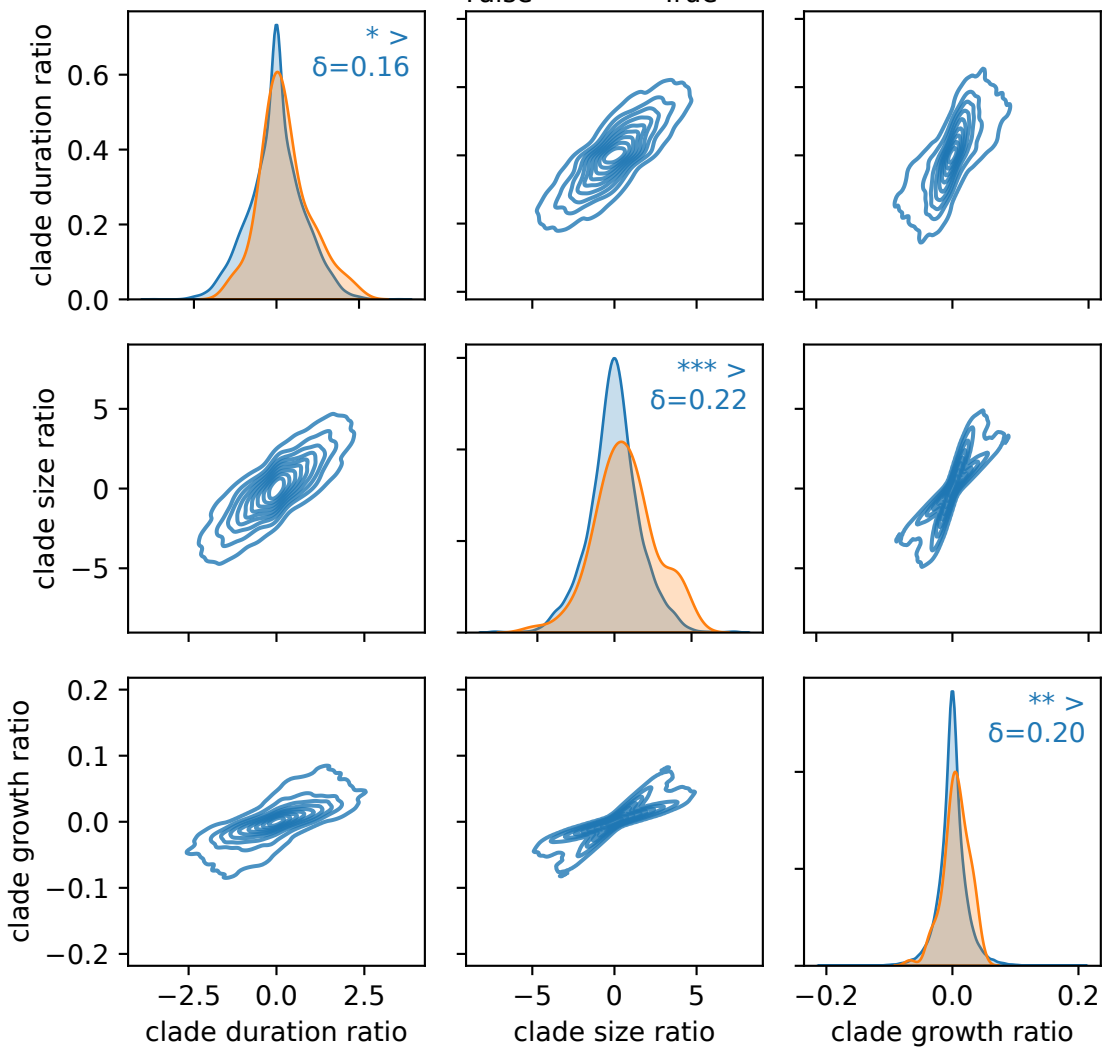 False True
clade duration ratio
0.6
0.4
0.2
0.0
* >
δ=0.16
clade size ratio
5
0
−5
*** >
δ=0.22
clade growth ratio
0.2
0.1
0.0
−0.1
−0.2
** >
δ=0.20
−2.5 0.0 2.5
−5 0 5
−0.2 0.0 0.2
clade duration ratio
clade size ratio
clade growth ratio